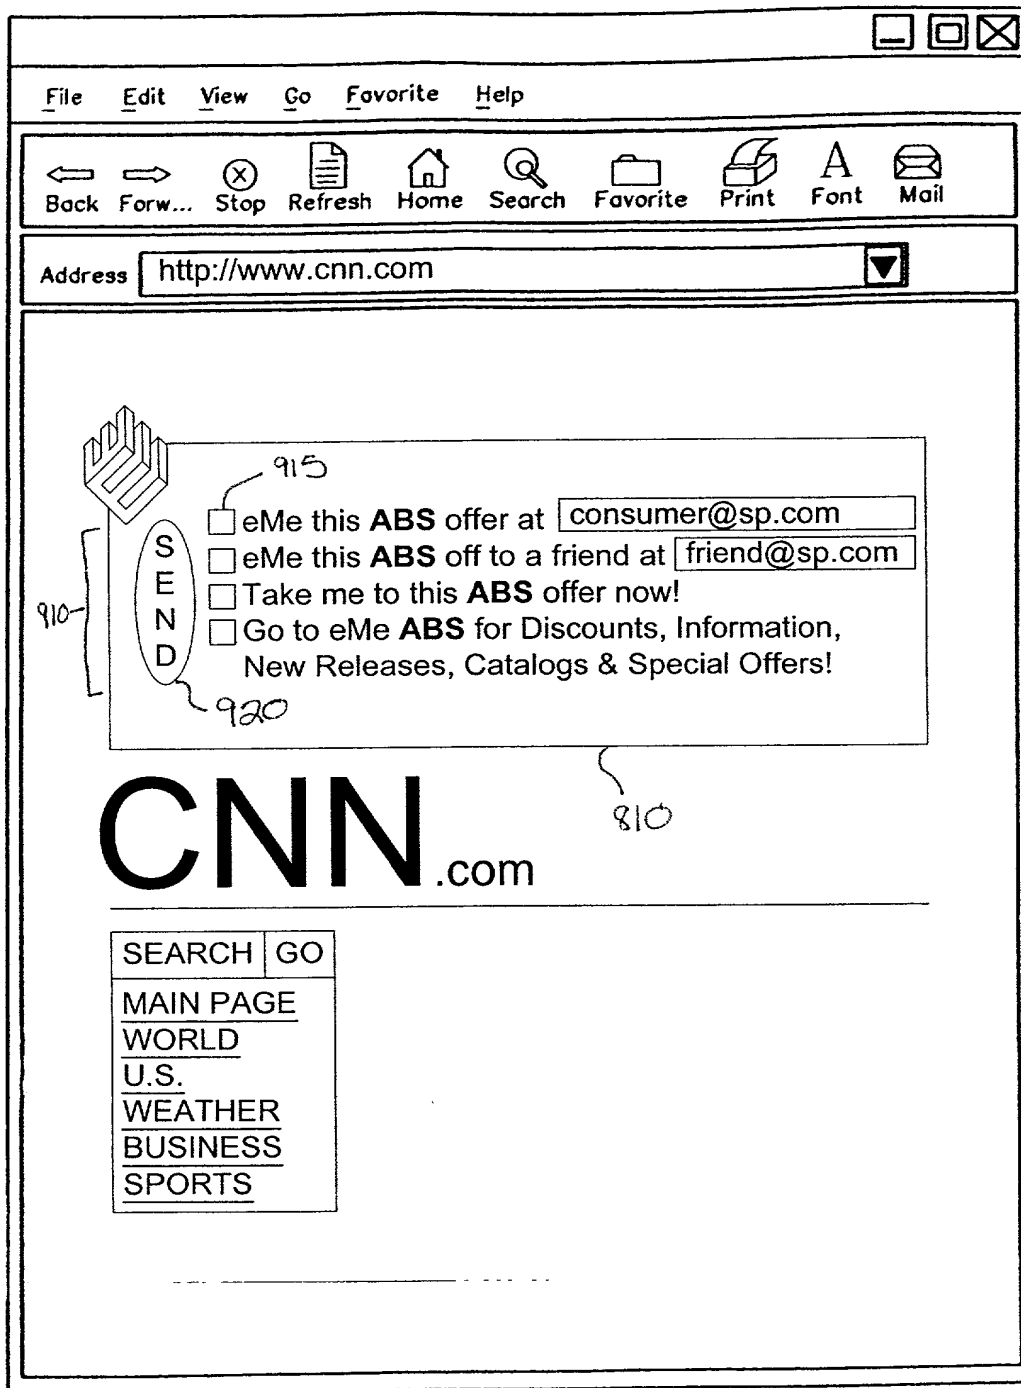 File Edit View Go Favorite Help
Back Forw... Stop Refresh Home Search Favorite Print Font Mail
Address http://www.cnn.com
915
eMe this ABS offer at consumer@sp.com
eMe this ABS off to a friend at friend@sp.com
Take me to this ABS offer now!
Go to eMe ABS for Discounts, Information,
New Releases, Catalogs & Special Offers!
SEND
910
920
810
CNN.com
SEARCH GO
MAIN PAGE
WORLD
U.S.
WEATHER
BUSINESS
SPORTS